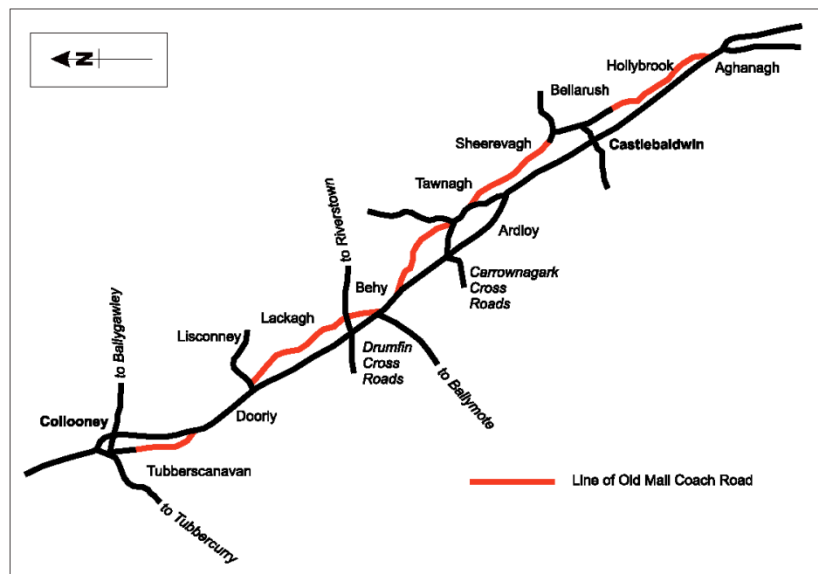 N
Hollybrook
Aghanagh
Bellarush
Sheerevagh
Castlebaldwin
Tawnagh
to Riverstown
Ardloy
Behy
Carrownagark
Cross
Roads
to Ballygawley
Lackagh
Lisconney
Drumfin
Cross
Roads
to Ballymote
Collooney
Doorly
Tubberscanavan
to Tubbercurry
Line of Old Mail Coach Road